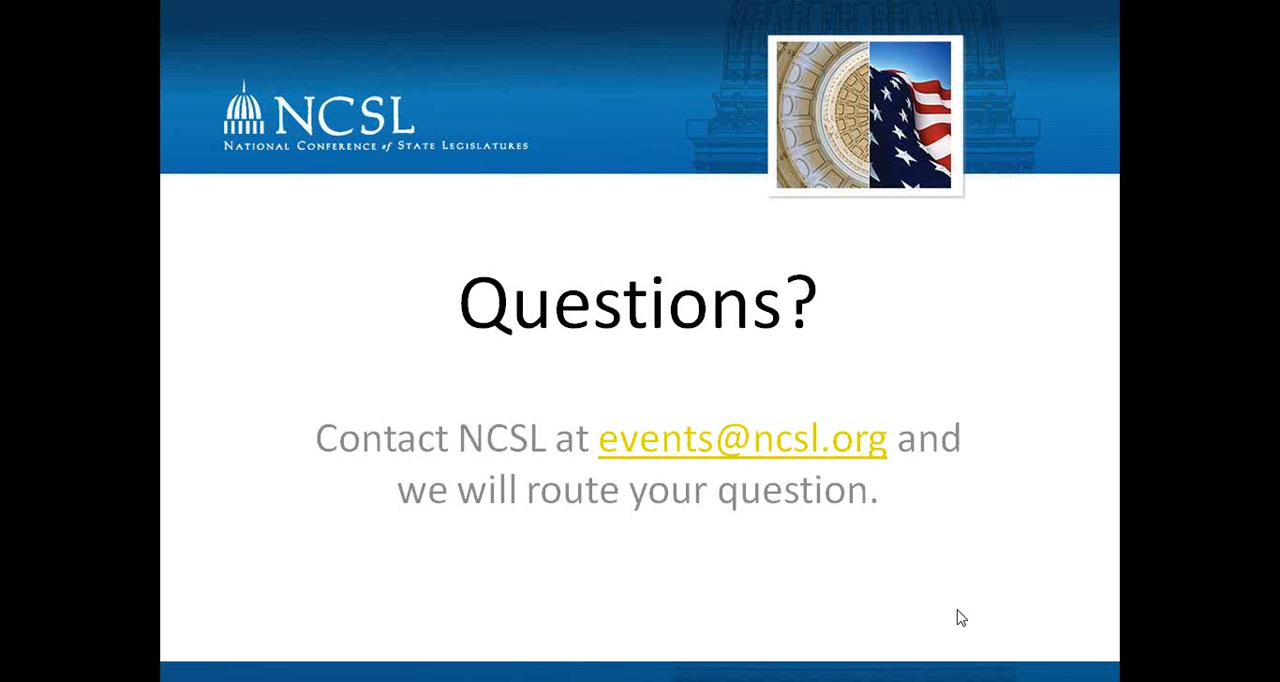 NCSL
NATIONAL CONFERENCE of STATE LEGISLATURES
Questions?
Contact NCSL at events@ncsl.org and
we will route your question.